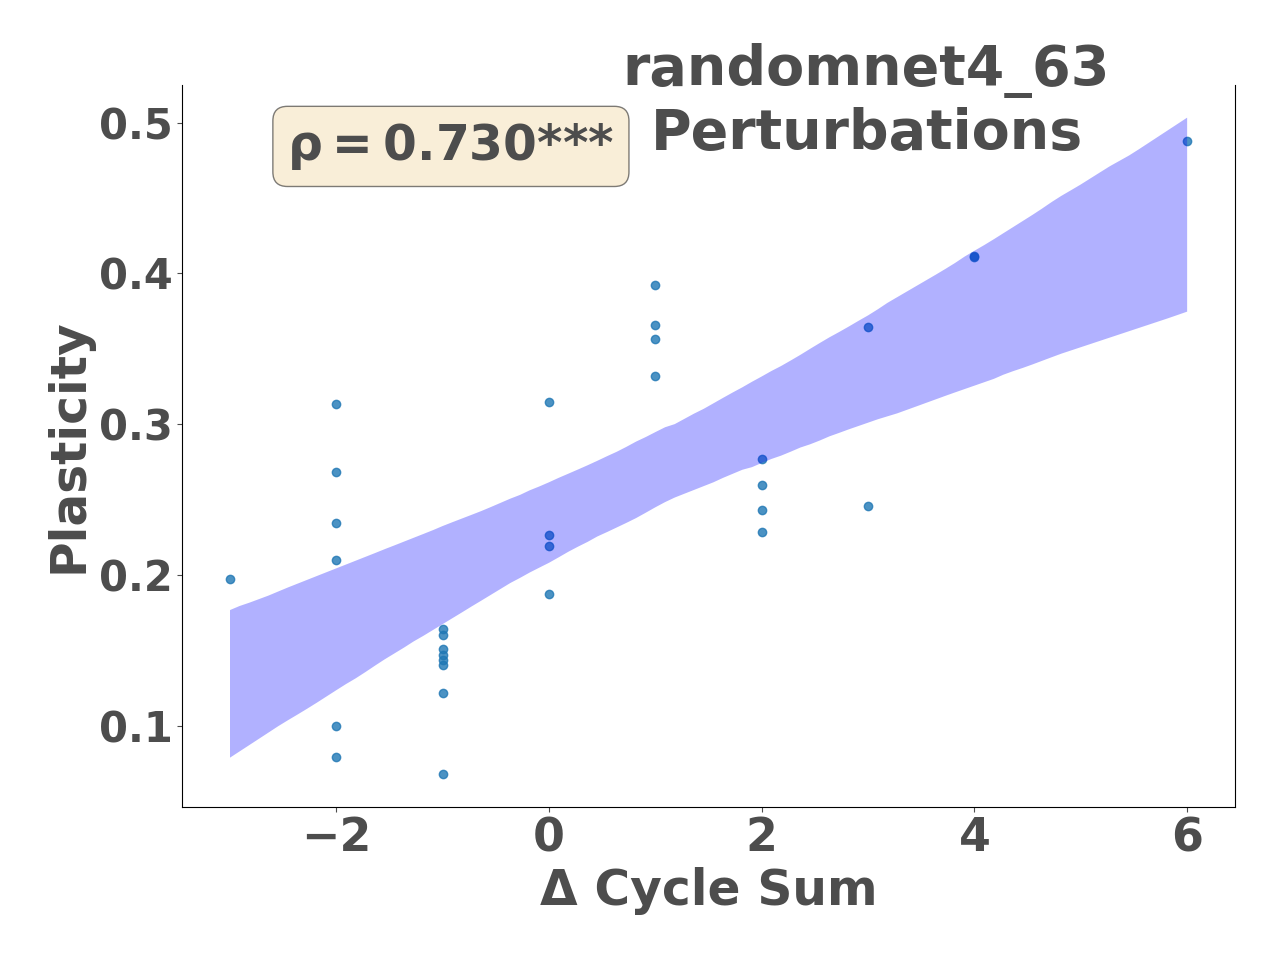 randomnet4_63
Perturbations
ρ = 0.730***
Plasticity
0.5
0.4
0.3
0.2
0.1
−2
0
2
4
6
Δ Cycle Sum